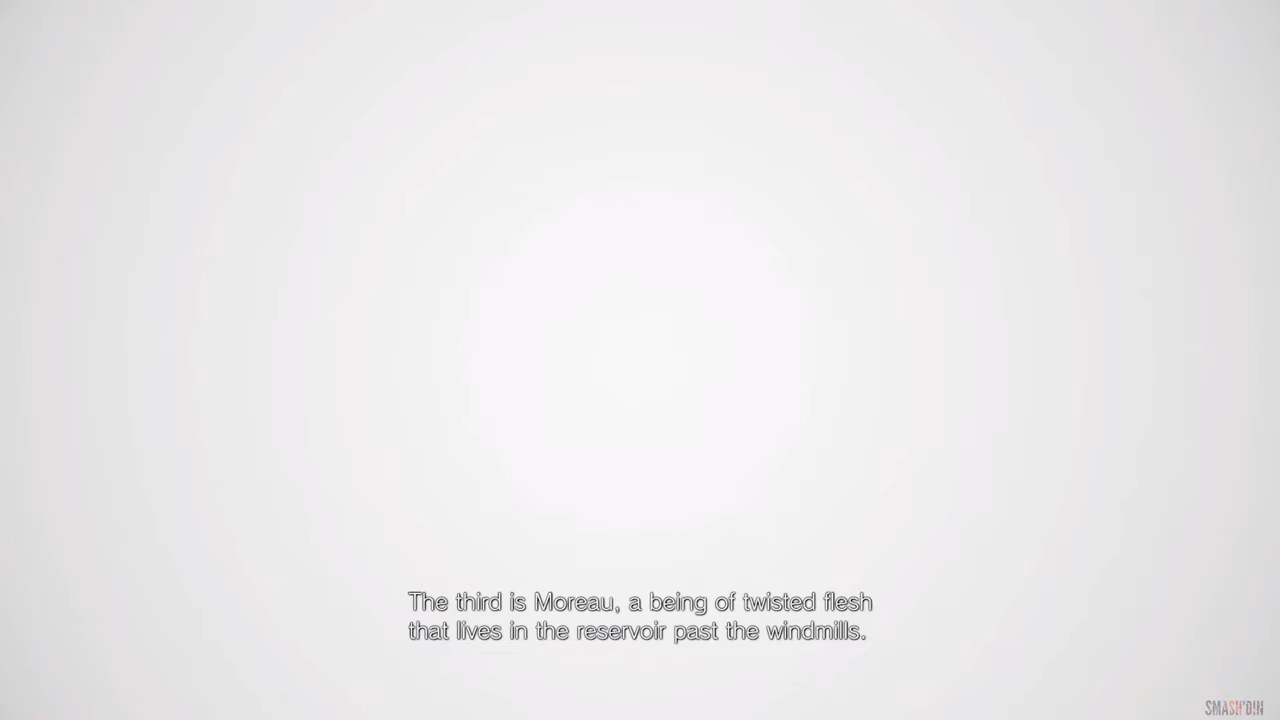 The third is Moreau, a being of twisted flesh
that lives in the reservoir past the windmills.
SMASH'DIN